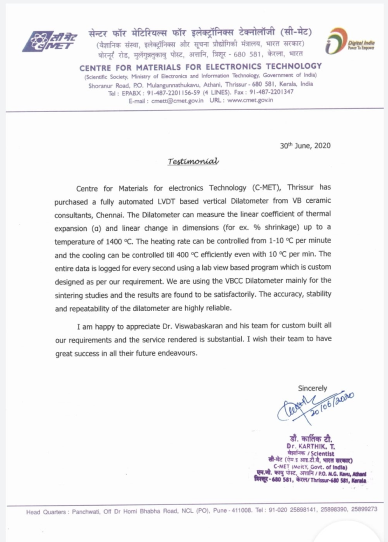 सी-मेट
C-MET
सेन्टर फॉर मेटिरियल्स फॉर इलेक्ट्रॉनिक्स टेक्नोलॉजी (सी-मेट)
(वैज्ञानिक संस्था, इलेक्ट्रॉनिक्स और सूचना प्रौद्योगिकी मंत्रालय, भारत सरकार)
680 581, केरला, भारत
CENTRE FOR MATERIALS FOR ELECTRONICS TECHNOLOGY
(Scientific Society, Ministry of Electronics and Information Technology, Government of India)
Shoranur Road, P.O. Mulangunnathukavu, Athani, Thrissur - 680 581, Kerala, India
Tel : EPABX : 91-487-2201156-59 (4 LINES). Fax : 91-487-2201347
E-mail : cmett@cmet.gov.in URL : www.cmet.gov.in
Digital India
Power To Empower
30th June, 2020
Testimonial
Centre for Materials for electronics Technology (C-MET), Thrissur has
purchased a fully automated LVDT based vertical Dilatometer from VB ceramic
consultants, Chennai. The Dilatometer can measure the linear coefficient of thermal
expansion (α) and linear change in dimensions (for ex. % shrinkage) up to a
temperature of 1400 ºC. The heating rate can be controlled from 1-10 ºC per minute
and the cooling can be controlled till 400 ºC efficiently even with 10 ºC per min. The
entire data is logged for every second using a lab view based program which is custom
designed as per our requirement. We are using the VBCC Dilatometer mainly for the
sintering studies and the results are found to be satisfactorily. The accuracy, stability
and repeatability of the dilatometer are highly reliable.
I am happy to appreciate Dr. Viswabaskaran and his team for custom built all
our requirements and the service rendered is substantial. I wish their team to have
great success in all their future endeavours.
Sincerely
डॉ. कार्तिक टी.
Dr. KARTHIK, T.
वैज्ञानिक / Scientist
C-MET (MeitY, Govt. of India)
P.O. M.G. Kavu, Athani
त्रिशूर-680 581, केरल/Thrissur-680 581, Kerala
Head Quarters : Panchwati, Off Dr Homi Bhabha Road, NCL (PO), Pune - 411008. Tel : 91-020 25898141, 25898390, 25899273